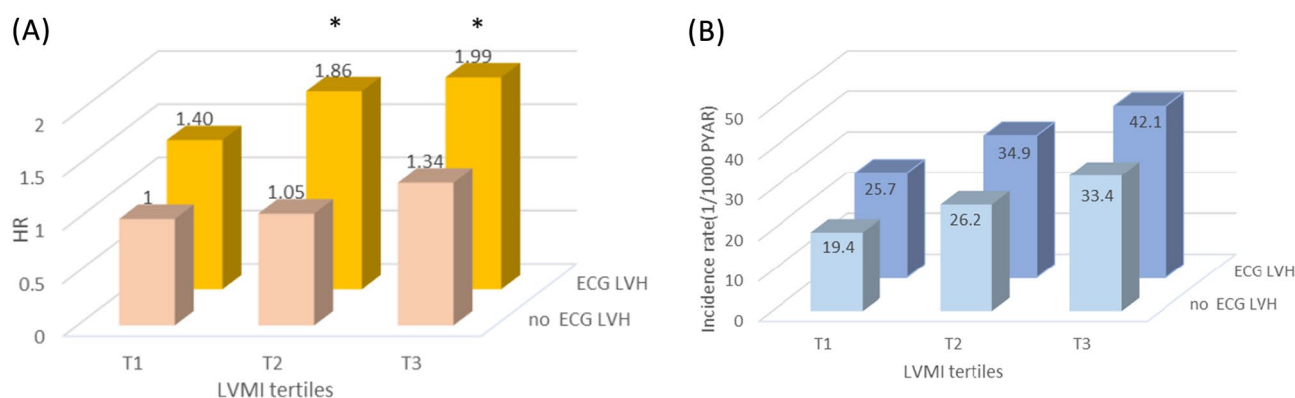 (A)
*
*
HR
2
1.5
1
0.5
0
1.40
1.86
1.99
1
1.05
1.34
ECG LVH
no ECG LVH
T1
T2
T3
LVMI tertiles
(B)
Incidence rate(1/1000 PYAR)
50
40
30
20
10
0
25.7
34.9
42.1
19.4
26.2
33.4
ECG LVH
no ECG LVH
T1
T2
T3
LVMI tertiles